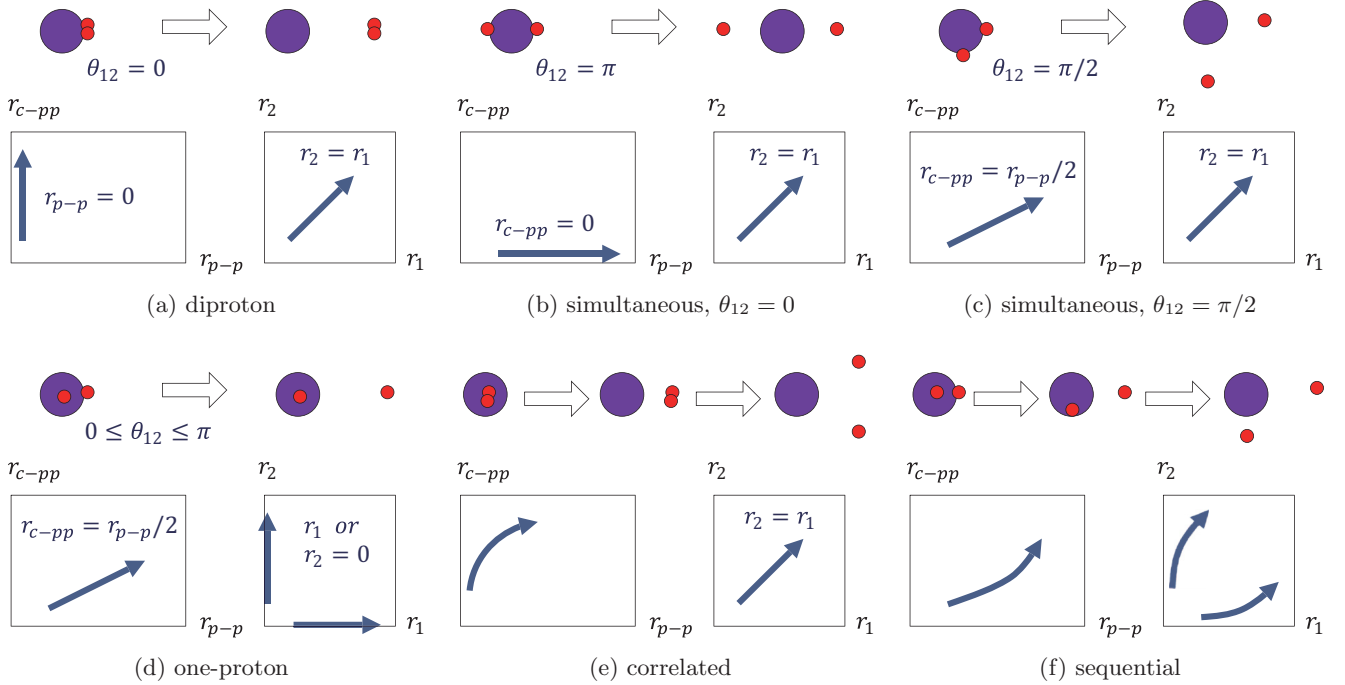 θ₁₂ = 0
r_{c−pp}
r_{p−p} = 0
r_{p−p}
r₂
r₂ = r₁
r₁
(a) diproton
θ₁₂ = π
r_{c−pp}
r_{c−pp} = 0
r_{p−p}
r₂
r₂ = r₁
r₁
(b) simultaneous, θ₁₂ = 0
θ₁₂ = π/2
r_{c−pp}
r_{c−pp} = r_{p−p}/2
r_{p−p}
r₂
r₂ = r₁
r₁
(c) simultaneous, θ₁₂ = π/2
0 ≤ θ₁₂ ≤ π
r_{c−pp}
r_{c−pp} = r_{p−p}/2
r_{p−p}
r₂
r₁ or
r₂ = 0
r₁
(d) one-proton
r_{c−pp}
r_{p−p}
r₂
r₂ = r₁
r₁
(e) correlated
r_{c−pp}
r_{p−p}
r₂
r₁
(f) sequential